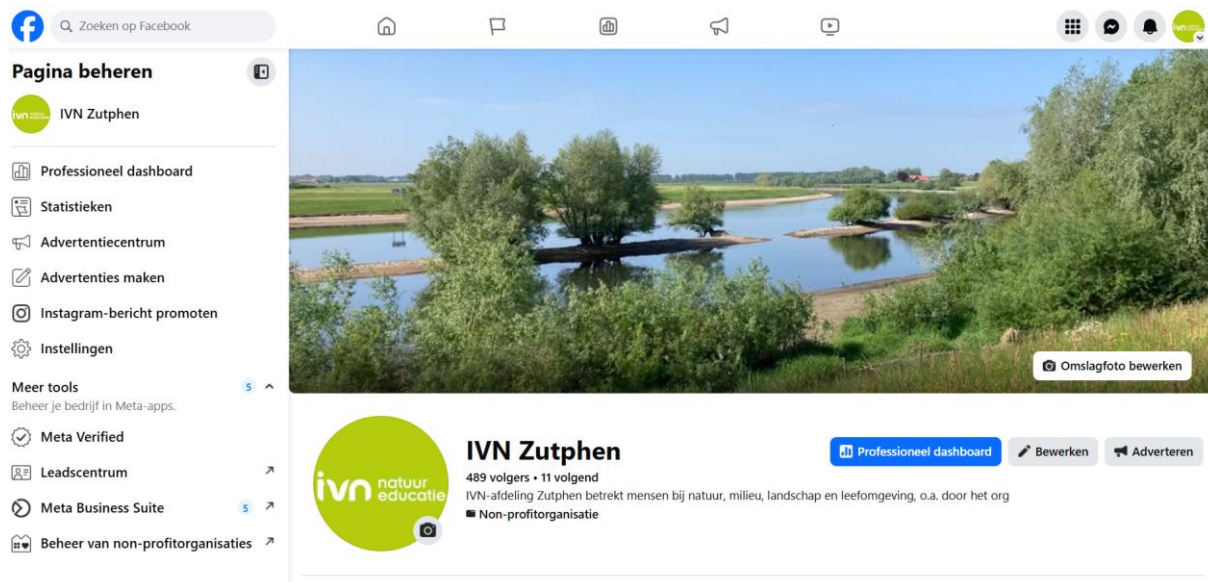 Zoeken op Facebook
Pagina beheren
IVN Zutphen
Professioneel dashboard
Statistieken
Advertentiecentrum
Advertenties maken
Instagram-bericht promoten
Instellingen
Meer tools 5
Beheer je bedrijf in Meta-apps.
Meta Verified
Leadscentrum
Meta Business Suite 5
Beheer van non-profitorganisaties
Omslagfoto bewerken
ivn natuur
educatie
IVN Zutphen
489 volgers • 11 volgend
IVN-afdeling Zutphen betrekt mensen bij natuur, milieu, landschap en leefomgeving, o.a. door het org
Non-profitorganisatie
Professioneel dashboard
Bewerken
Adverteren